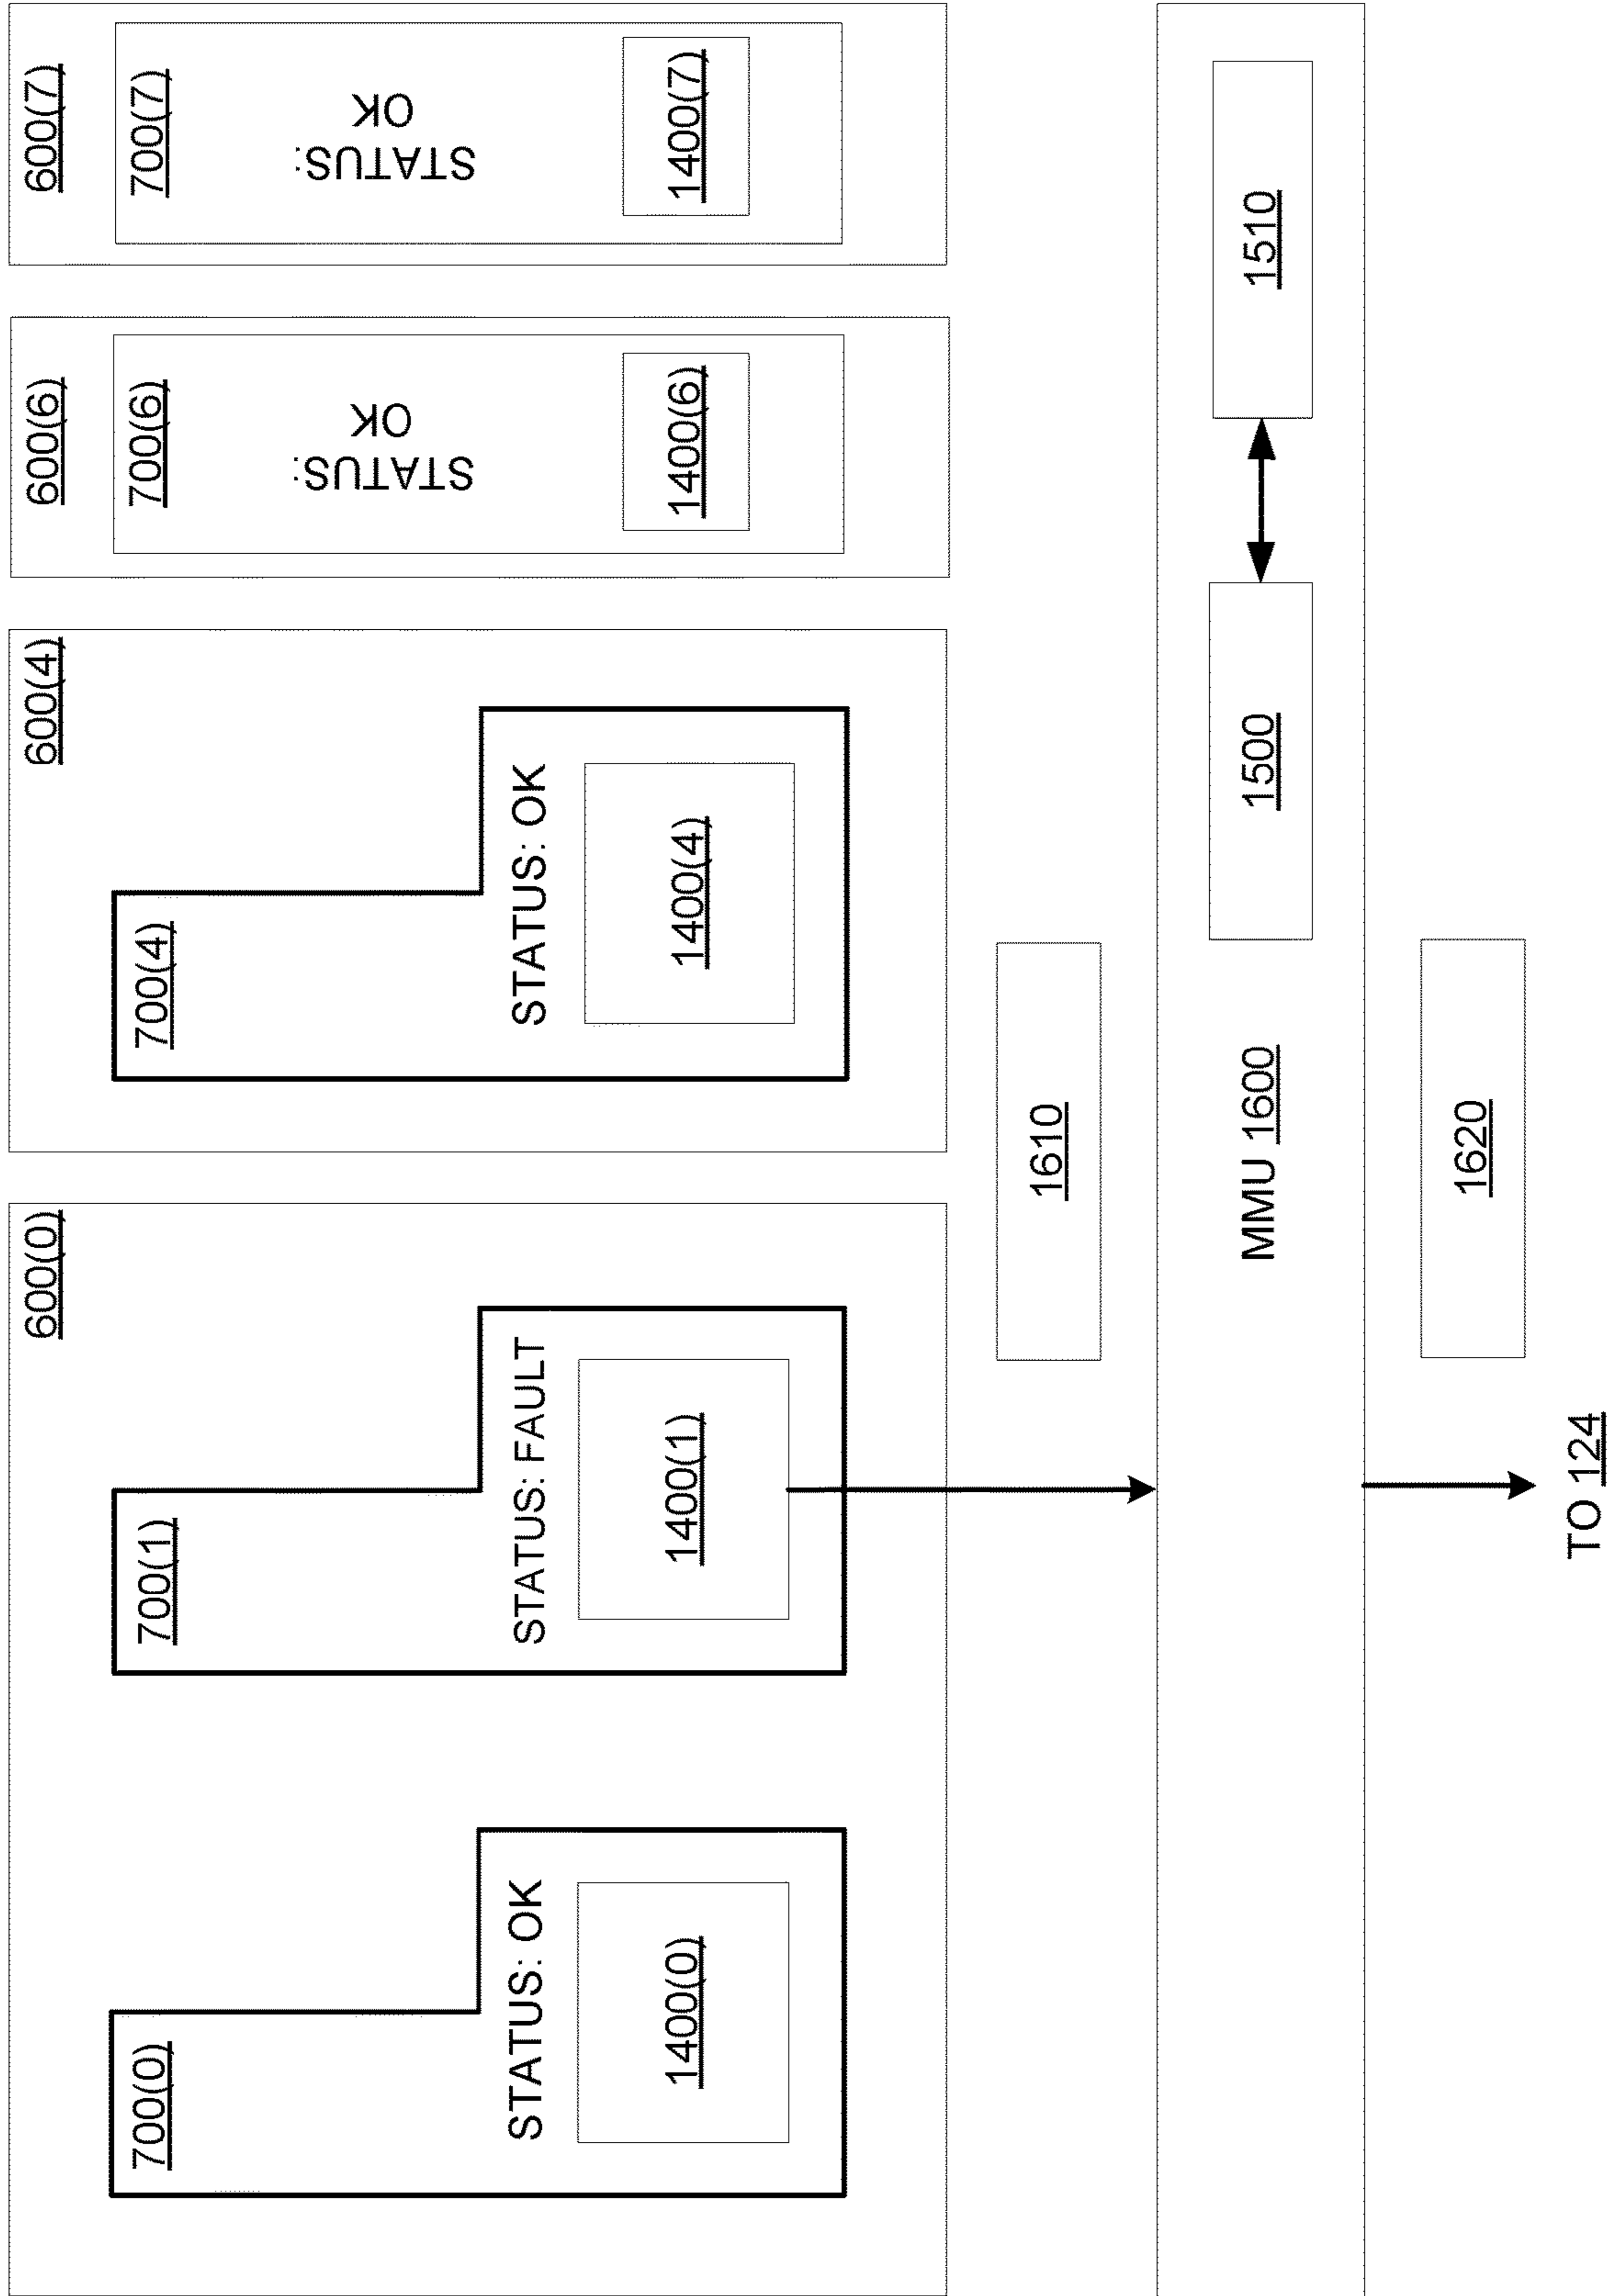 600(0)
700(0)
STATUS: OK
1400(0)
700(1)
STATUS: FAULT
1400(1)
600(4)
700(4)
STATUS: OK
1400(4)
600(6)
700(6)
STATUS:
OK
1400(6)
600(7)
700(7)
STATUS:
OK
1400(7)
1610
MMU 1600
1500
1510
1620
TO 124